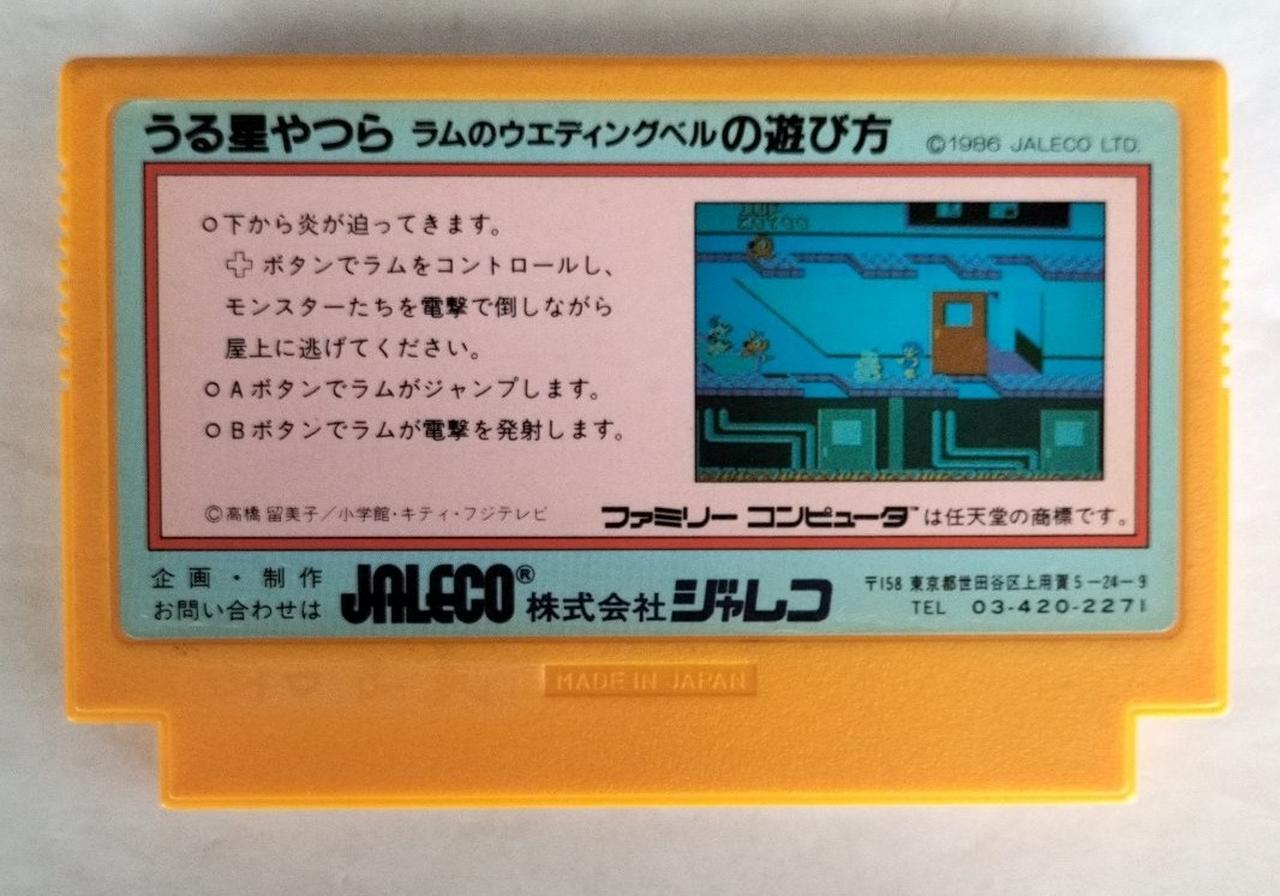 うる星やつら ラムのウエディングベルの遊び方 ©1986 JALECO LTD.
○下から炎が迫ってきます。
✚ボタンでラムをコントロールし、
モンスターたちを電撃で倒しながら
屋上に逃げてください。
○Aボタンでラムがジャンプします。
○Bボタンでラムが電撃を発射します。
©高橋留美子/小学館・キティ・フジテレビ
ファミリーコンピュータ™は任天堂の商標です。
企画・制作
お問い合わせは
JALECO® 株式会社ジャレコ
〒158 東京都世田谷区上用賀5-24-9
TEL 03-420-2271
MADE IN JAPAN